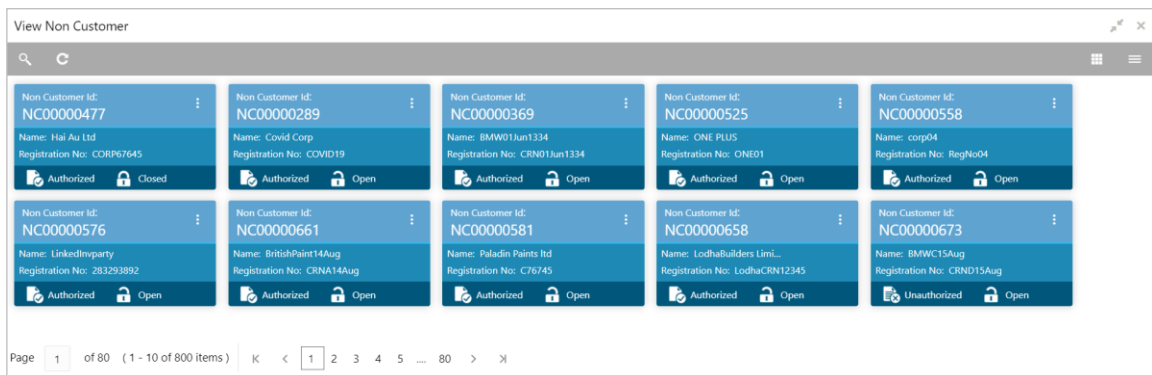 View Non Customer
Non Customer Id:
NC00000477
Name: Hai Au Ltd
Registration No: CORP67645
Authorized Closed
Non Customer Id:
NC00000289
Name: Covid Corp
Registration No: COVID19
Authorized Open
Non Customer Id:
NC00000369
Name: BMW01Jun1334
Registration No: CRN01Jun1334
Authorized Open
Non Customer Id:
NC00000525
Name: ONE PLUS
Registration No: ONE01
Authorized Open
Non Customer Id:
NC00000558
Name: corp04
Registration No: RegNo04
Authorized Open
Non Customer Id:
NC00000576
Name: LinkedInvparty
Registration No: 283293892
Authorized Open
Non Customer Id:
NC00000661
Name: BritishPaint14Aug
Registration No: CRNA14Aug
Authorized Open
Non Customer Id:
NC00000581
Name: Paladin Paints ltd
Registration No: C76745
Authorized Open
Non Customer Id:
NC00000658
Name: LodhaBuilders Limi...
Registration No: LodhaCRN12345
Authorized Open
Non Customer Id:
NC00000673
Name: BMWC15Aug
Registration No: CRND15Aug
Unauthorized Open
Page 1 of 80 ( 1 - 10 of 800 items ) 1 2 3 4 5 .... 80